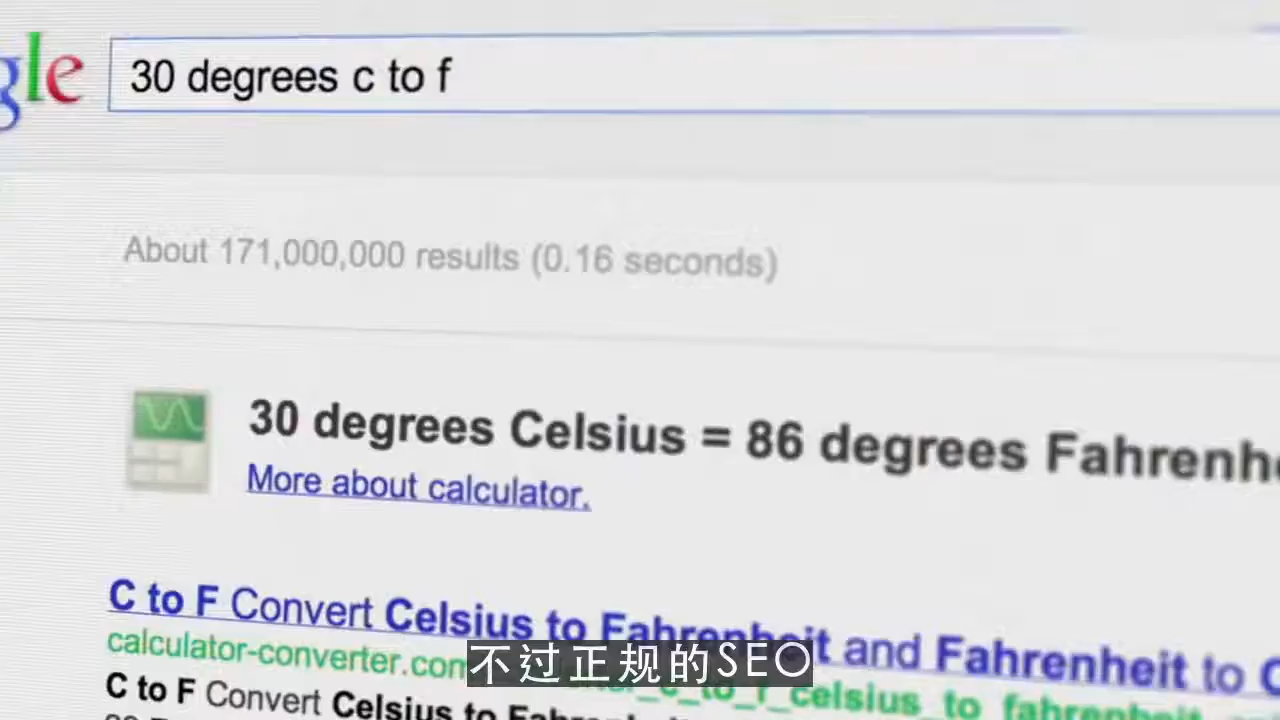 gle
30 degrees c to f
About 171,000,000 results (0.16 seconds)
30 degrees Celsius = 86 degrees Fahrenhe
More about calculator.
C to F Convert Celsius to Fahrenheit and Fahrenheit to C
calculator-converter.com _c_to_f_celsius_to_fahrenheit
C to F Convert Celsius to
不过正规的SEO